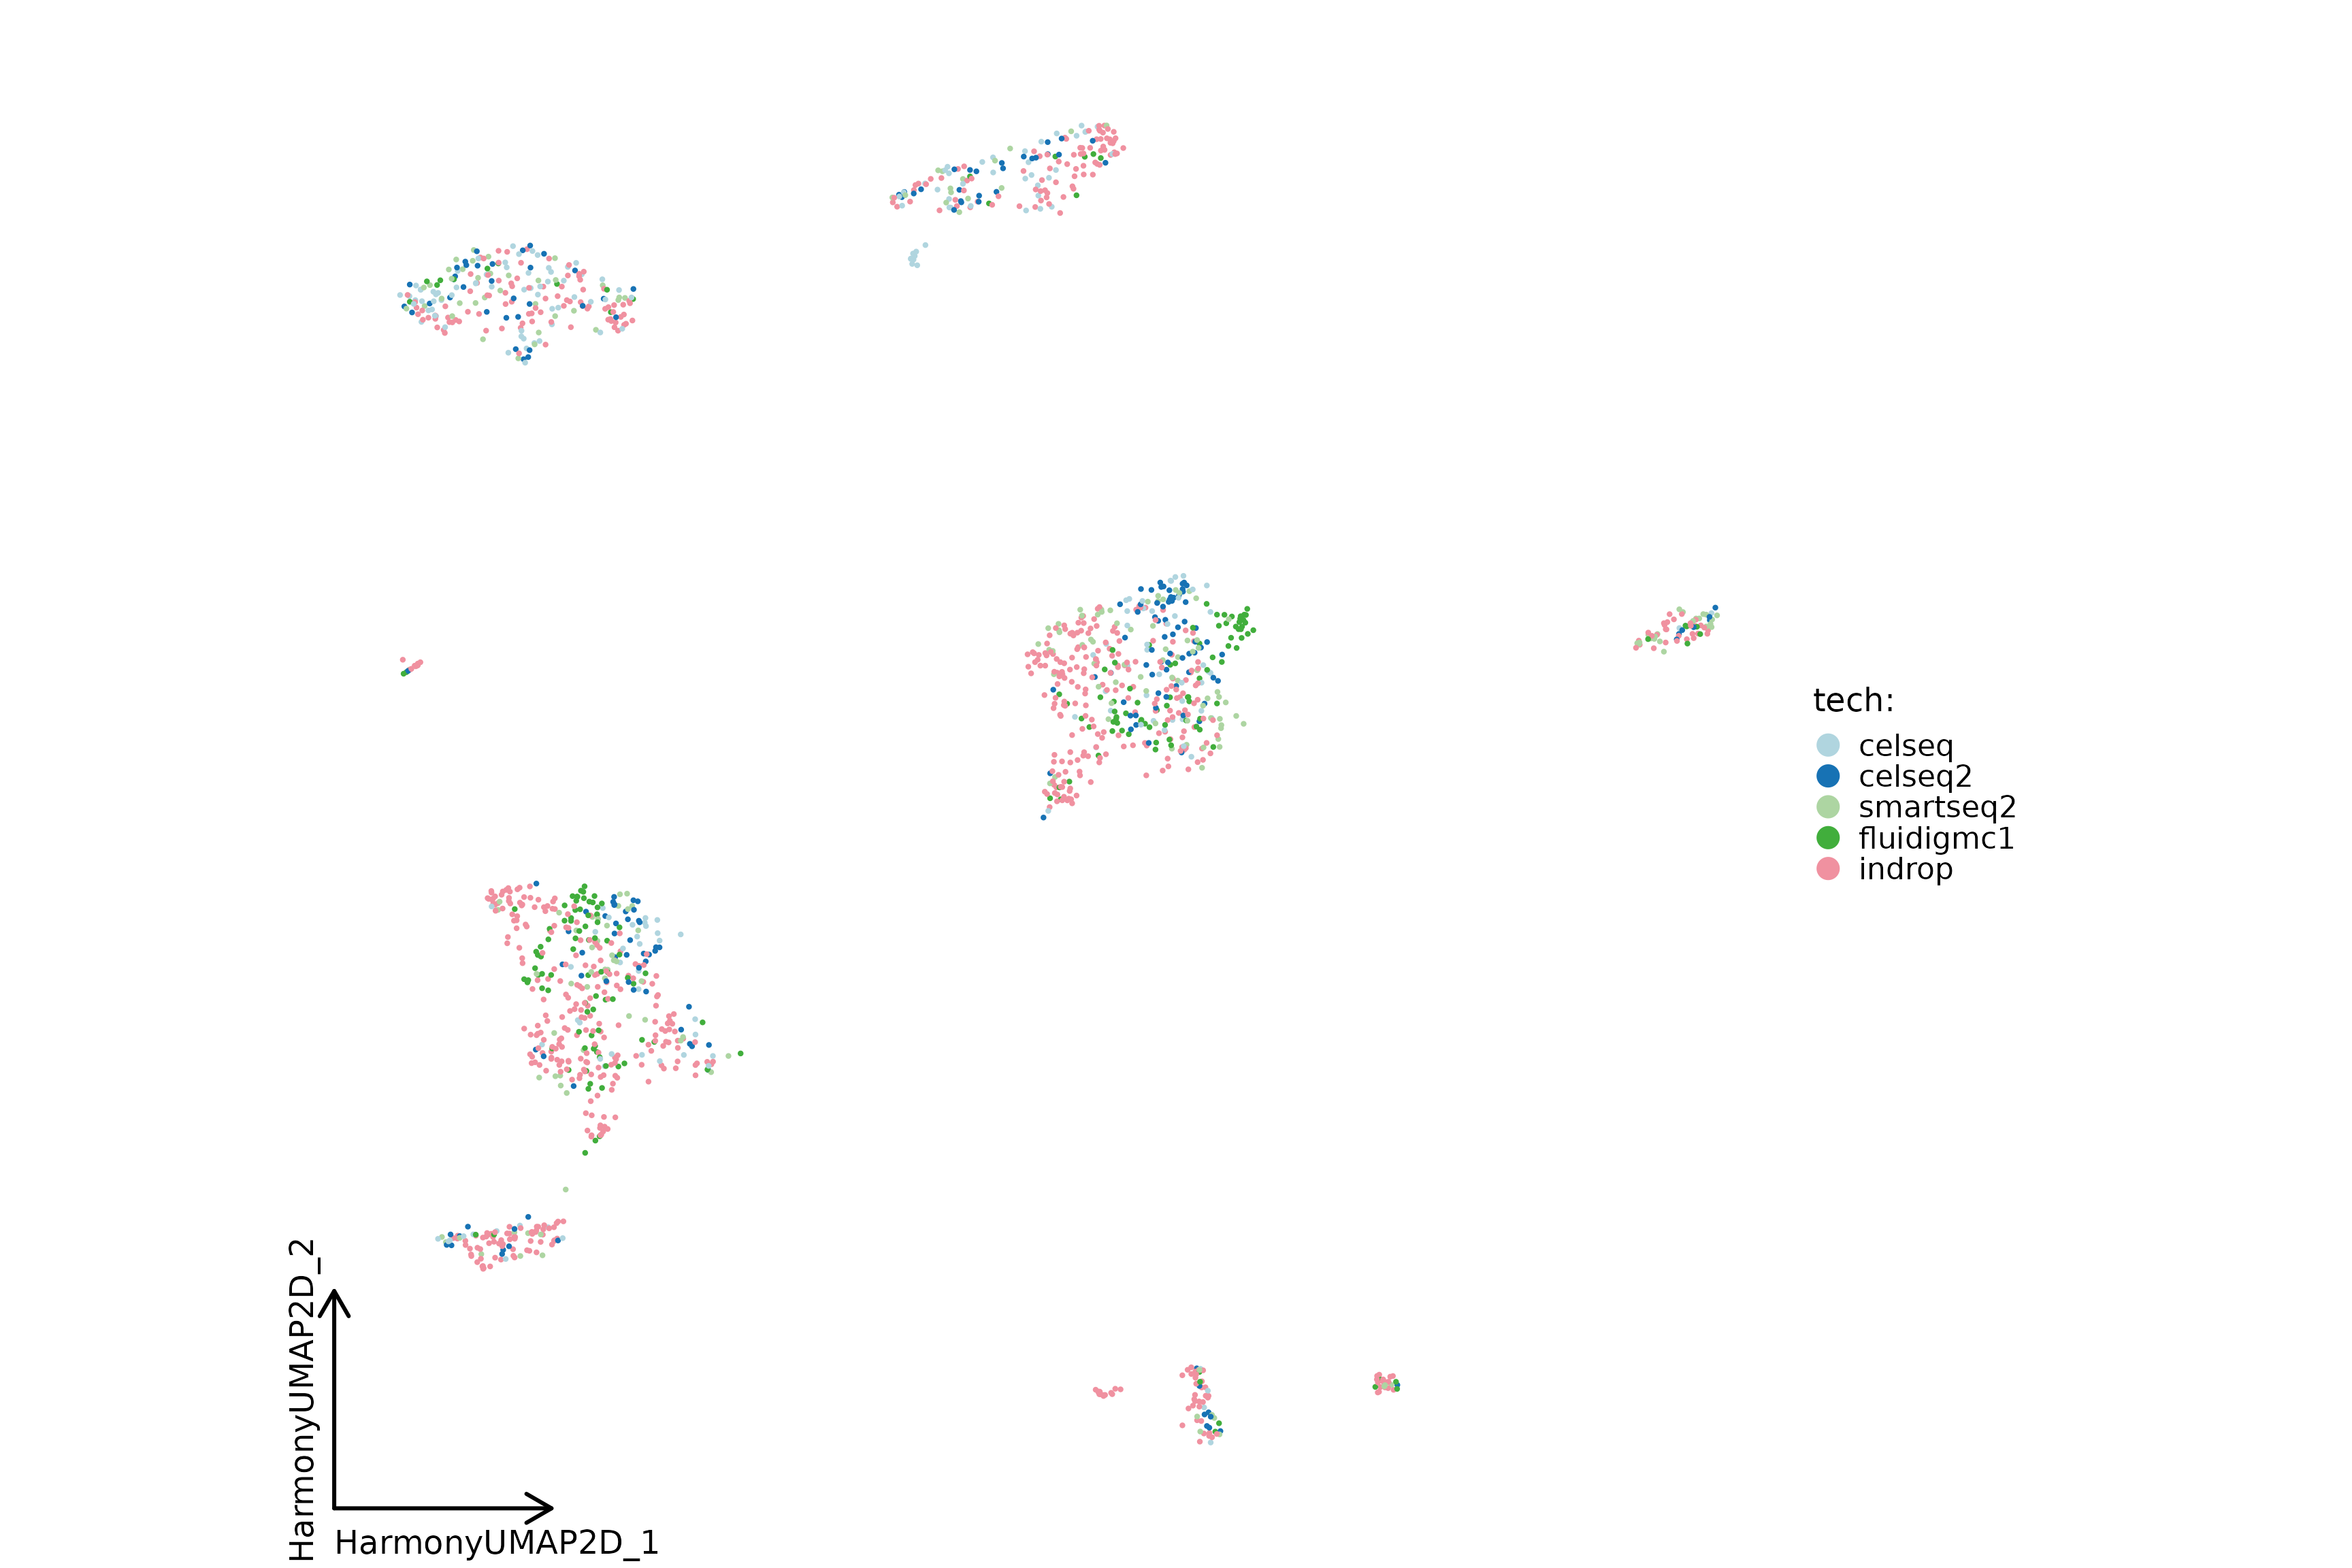 tech:
celseq
celseq2
smartseq2
fluidigmc1
indrop
HarmonyUMAP2D_2
HarmonyUMAP2D_1